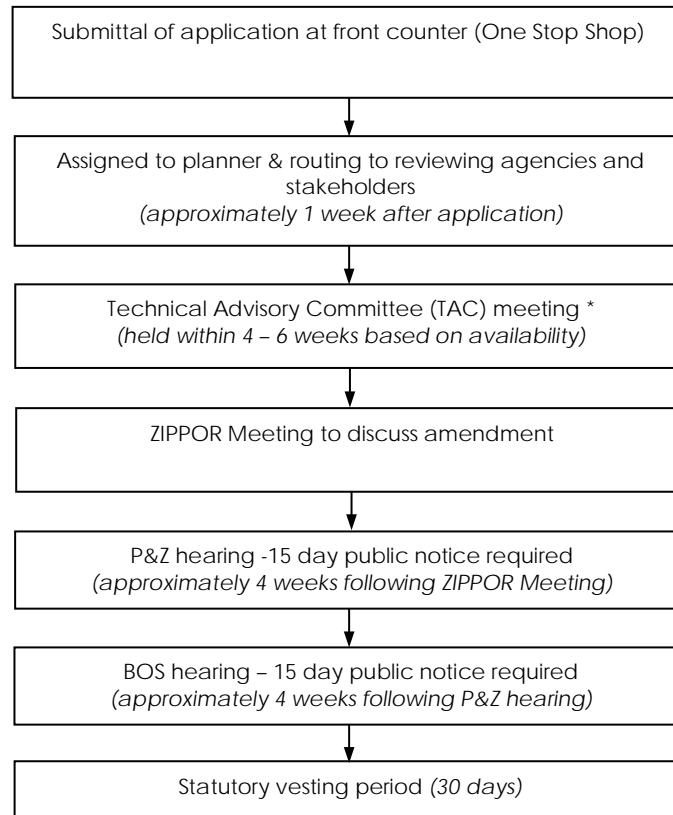 Submittal of application at front counter (One Stop Shop)
Assigned to planner & routing to reviewing agencies and
stakeholders
(approximately 1 week after application)
Technical Advisory Committee (TAC) meeting *
(held within 4 – 6 weeks based on availability)
ZIPPOR Meeting to discuss amendment
P&Z hearing -15 day public notice required
(approximately 4 weeks following ZIPPOR Meeting)
BOS hearing – 15 day public notice required
(approximately 4 weeks following P&Z hearing)
Statutory vesting period (30 days)